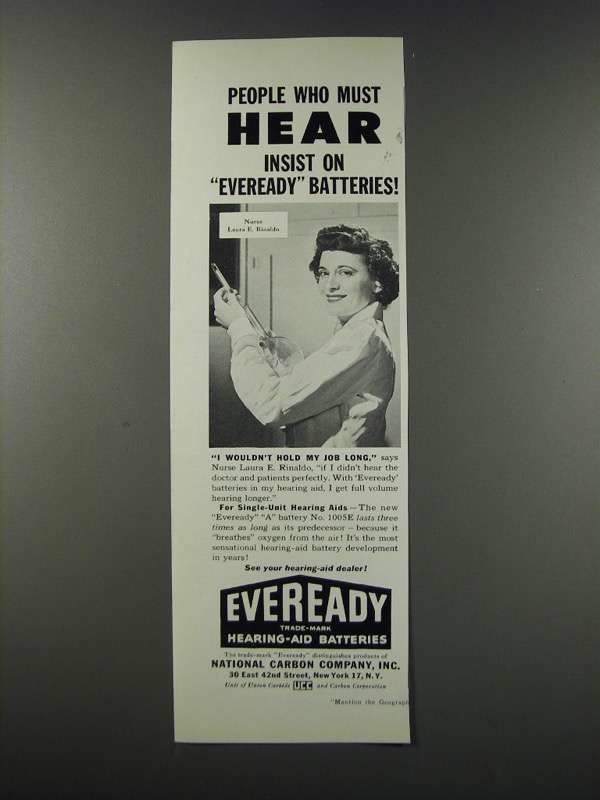 PEOPLE WHO MUST
HEAR
INSIST ON
"EVEREADY" BATTERIES!
Nurse
Laura E. Rinaldo
"I WOULDN'T HOLD MY JOB LONG," says
Nurse Laura E. Rinaldo, "if I didn't hear the
doctor and patients perfectly. With 'Eveready'
batteries in my hearing aid, I get full volume
hearing longer."
For Single-Unit Hearing Aids — The new
"Eveready" "A" battery No. 1005E lasts three
times as long as its predecessor — because it
"breathes" oxygen from the air! It's the most
sensational hearing-aid battery development
in years!
See your hearing-aid dealer!
EVEREADY
TRADE-MARK
HEARING-AID BATTERIES
The trade-mark "Eveready" distinguishes products of
NATIONAL CARBON COMPANY, INC.
30 East 42nd Street, New York 17, N.Y.
Unit of Union Carbide UCC and Carbon Corporation
"Mention the Geograph